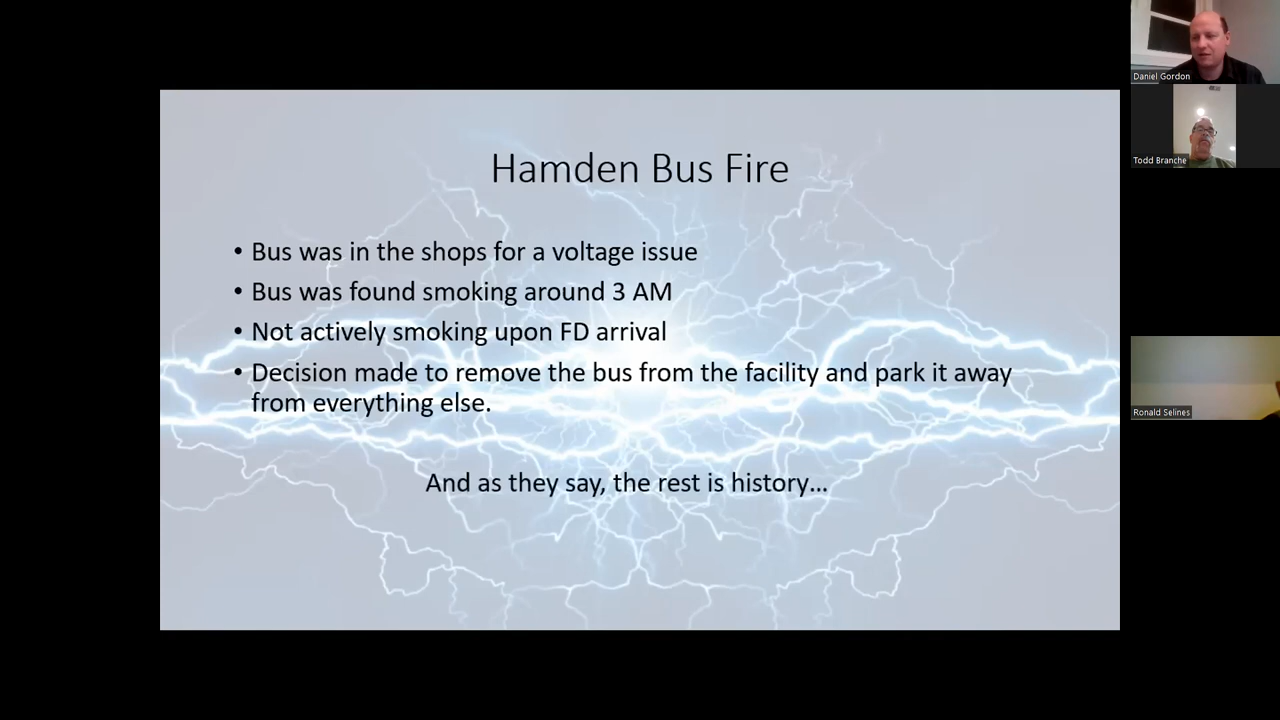 Hamden Bus Fire
• Bus was in the shops for a voltage issue
• Bus was found smoking around 3 AM
• Not actively smoking upon FD arrival
• Decision made to remove the bus from the facility and park it away
from everything else.
And as they say, the rest is history…
Daniel Gordon
Todd Branche
Ronald Selines